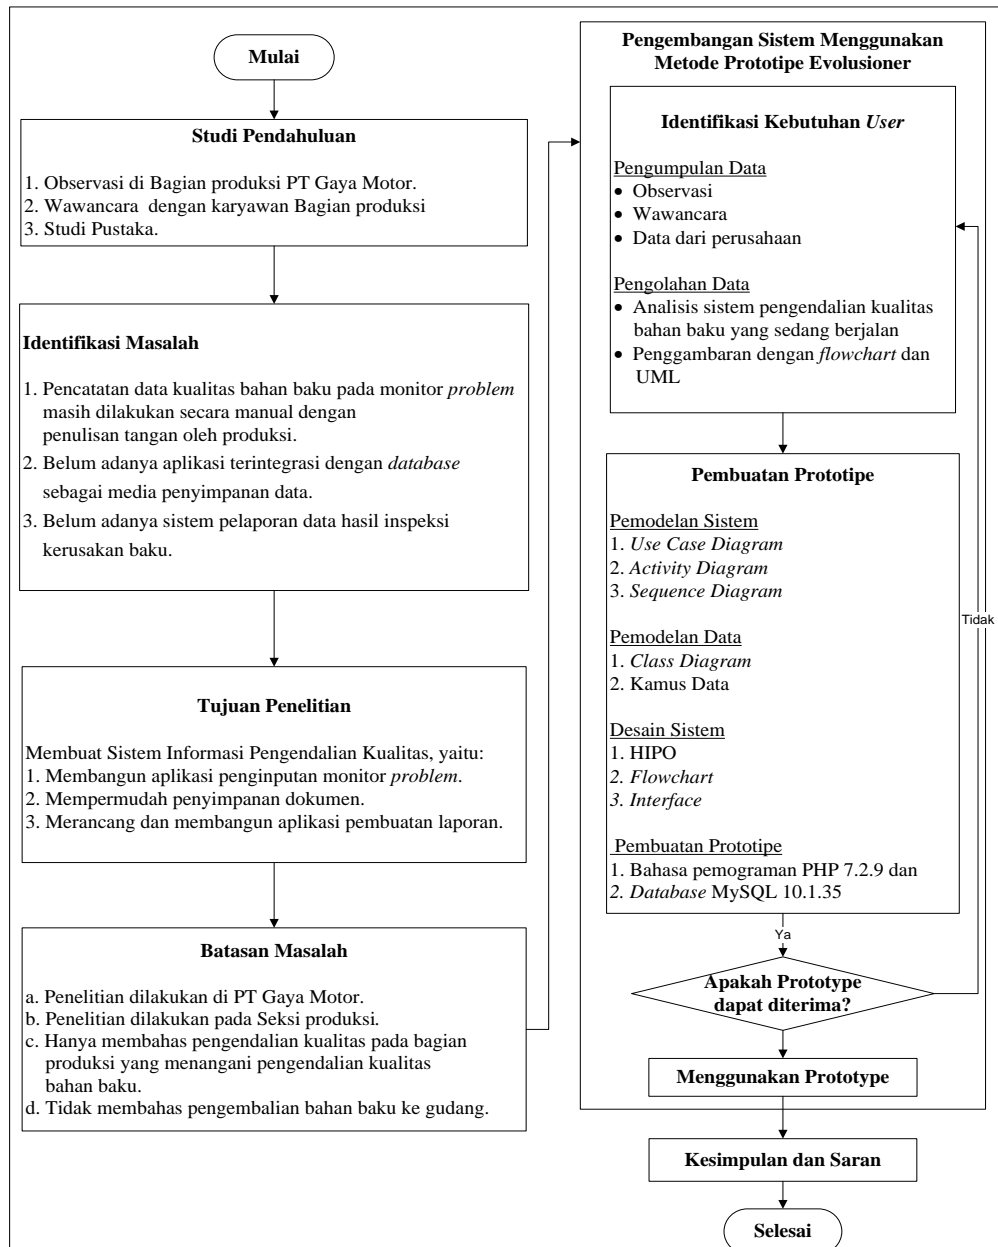 Mulai
Studi Pendahuluan
1. Observasi di Bagian produksi PT Gaya Motor.
2. Wawancara dengan karyawan Bagian produksi
3. Studi Pustaka.
Identifikasi Masalah
1. Pencatatan data kualitas bahan baku pada monitor problem
masih dilakukan secara manual dengan
penulisan tangan oleh produksi.
2. Belum adanya aplikasi terintegrasi dengan database
sebagai media penyimpanan data.
3. Belum adanya sistem pelaporan data hasil inspeksi
kerusakan baku.
Tujuan Penelitian
Membuat Sistem Informasi Pengendalian Kualitas, yaitu:
1. Membangun aplikasi penginputan monitor problem.
2. Mempermudah penyimpanan dokumen.
3. Merancang dan membangun aplikasi pembuatan laporan.
Batasan Masalah
a. Penelitian dilakukan di PT Gaya Motor.
b. Penelitian dilakukan pada Seksi produksi.
c. Hanya membahas pengendalian kualitas pada bagian
produksi yang menangani pengendalian kualitas
bahan baku.
d. Tidak membahas pengembalian bahan baku ke gudang.
Pengembangan Sistem Menggunakan
Metode Prototipe Evolusioner
Identifikasi Kebutuhan User
Pengumpulan Data
• Observasi
• Wawancara
• Data dari perusahaan
Pengolahan Data
• Analisis sistem pengendalian kualitas
bahan baku yang sedang berjalan
• Penggambaran dengan flowchart dan
UML
Pembuatan Prototipe
Pemodelan Sistem
1. Use Case Diagram
2. Activity Diagram
3. Sequence Diagram
Pemodelan Data
1. Class Diagram
2. Kamus Data
Desain Sistem
1. HIPO
2. Flowchart
3. Interface
Pembuatan Prototipe
1. Bahasa pemograman PHP 7.2.9 dan
2. Database MySQL 10.1.35
Tidak
Ya
Apakah Prototype
dapat diterima?
Menggunakan Prototype
Kesimpulan dan Saran
Selesai